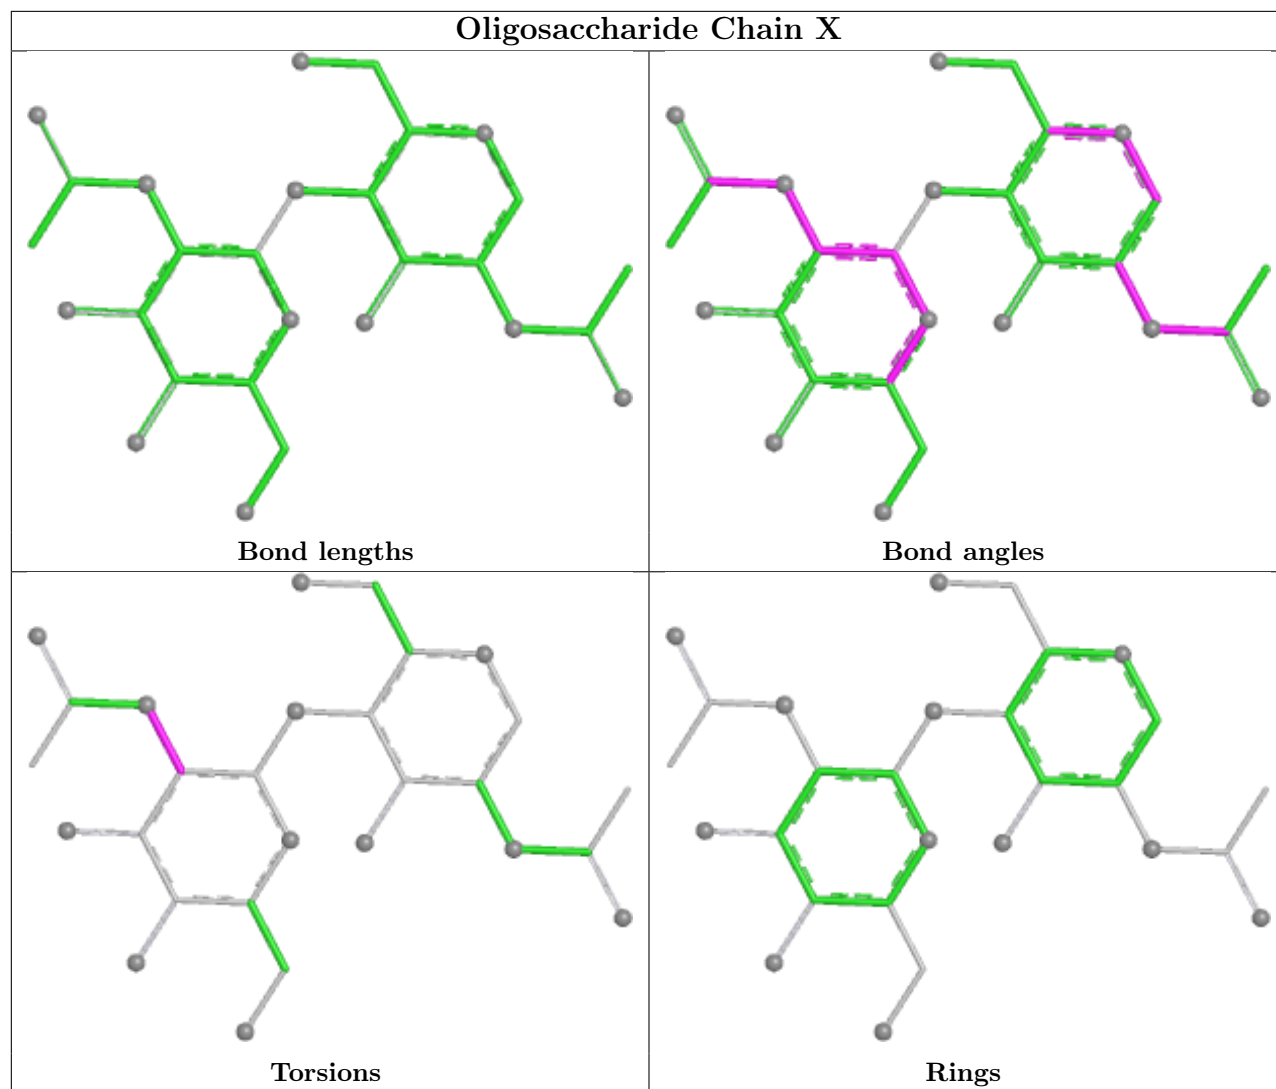 Oligosaccharide Chain X
Bond lengths
Bond angles
Torsions
Rings